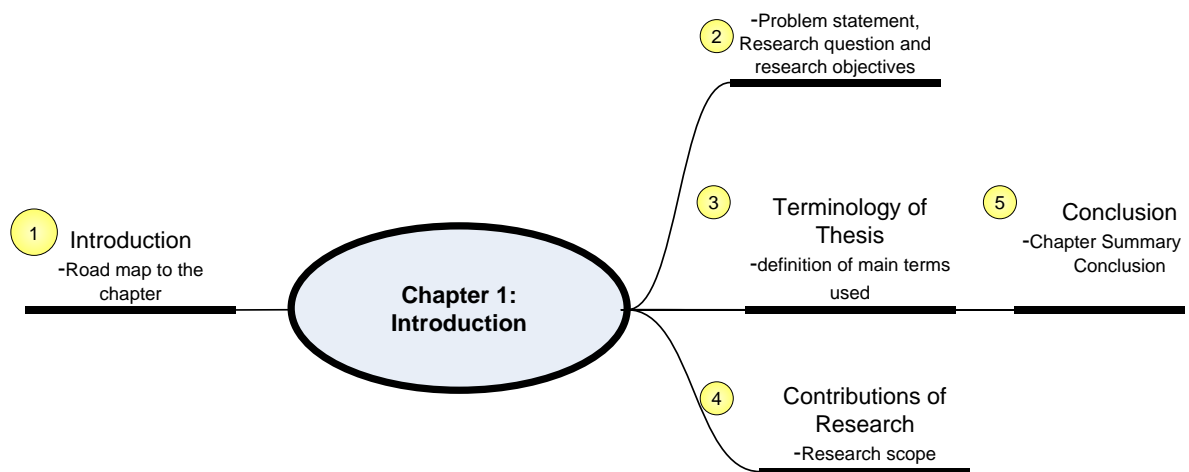 1
Introduction
-Road map to the
chapter
Chapter 1:
Introduction
2
-Problem statement,
Research question and
research objectives
3
Terminology of
Thesis
-definition of main terms
used
4
Contributions of
Research
-Research scope
5
Conclusion
-Chapter Summary
Conclusion